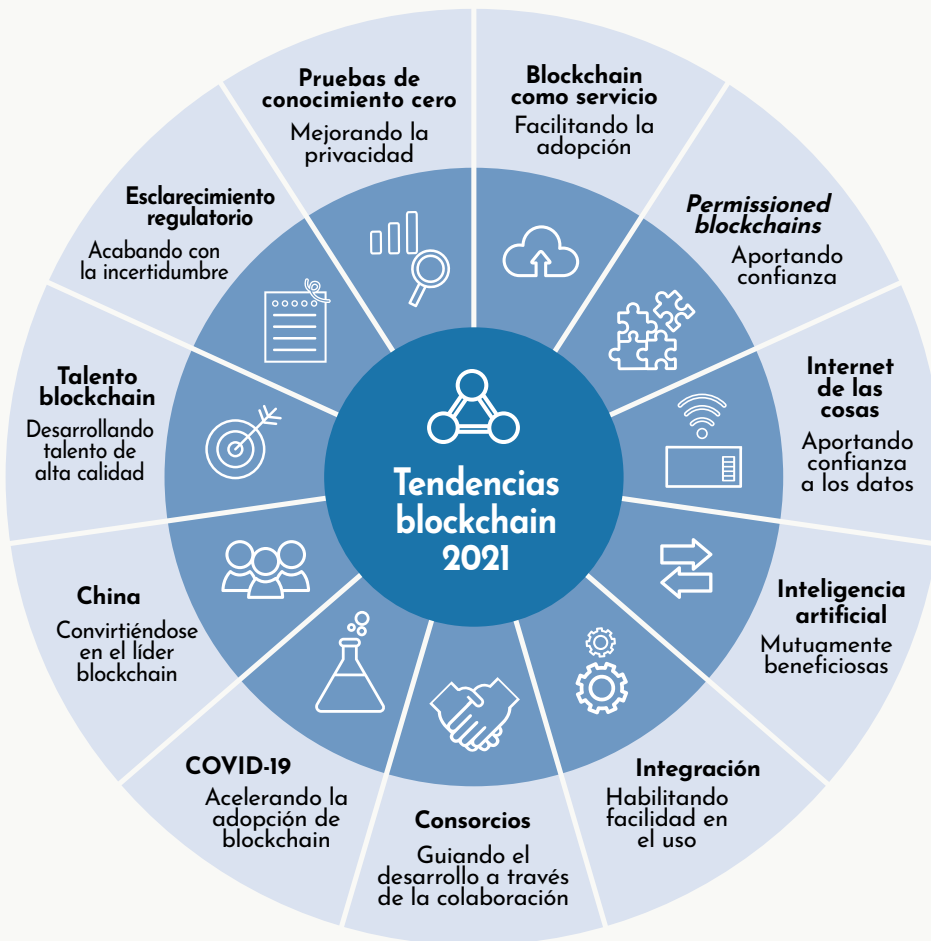 Tendencias
blockchain
2021
Blockchain
como servicio
Facilitando la
adopción
Permissioned
blockchains
Aportando
confianza
Internet
de las
cosas
Aportando
confianza
a los datos
Inteligencia
artificial
Mutuamente
beneficiosas
Integración
Habilitando
facilidad en
el uso
Consorcios
Guiando el
desarrollo a través
de la colaboración
COVID-19
Acelerando la
adopción de
blockchain
China
Convirtiéndose
en el líder
blockchain
Talento
blockchain
Desarrollando
talento de
alta calidad
Esclarecimiento
regulatorio
Acabando con
la incertidumbre
Pruebas de
conocimiento cero
Mejorando la
privacidad